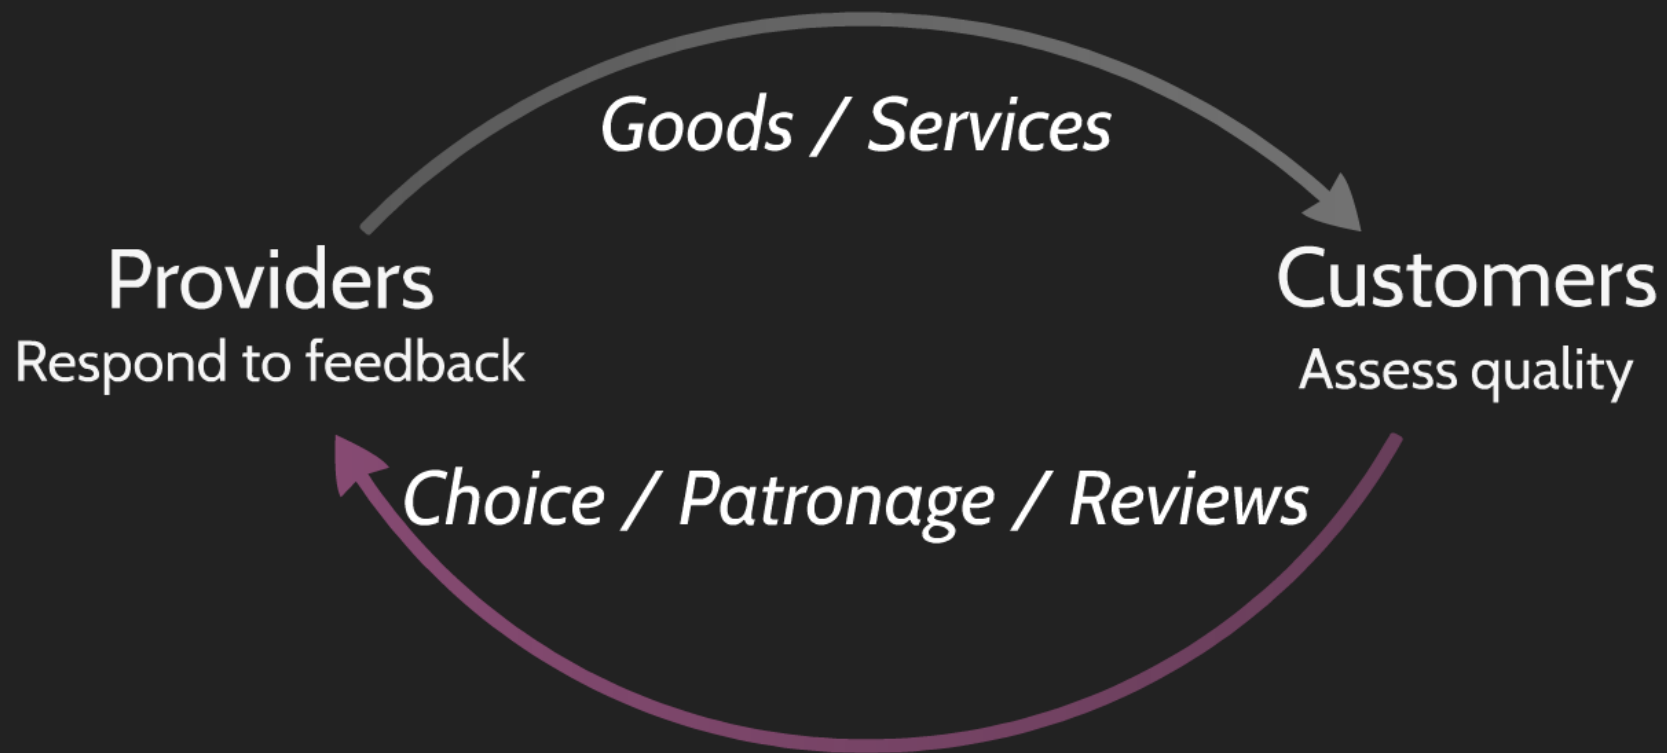 Goods / Services
Providers
Respond to feedback
Customers
Assess quality
Choice / Patronage / Reviews